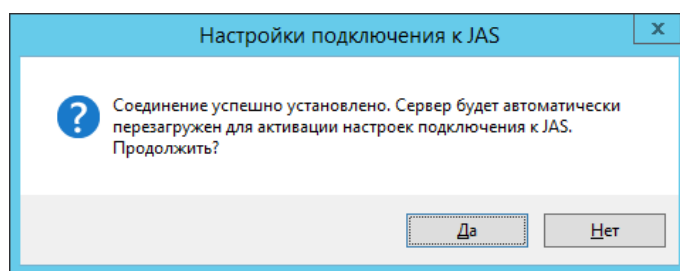 Настройки подключения к JAS
x
Соединение успешно установлено. Сервер будет автоматически
перезагружен для активации настроек подключения к JAS.
Продолжить?
Да
Нет